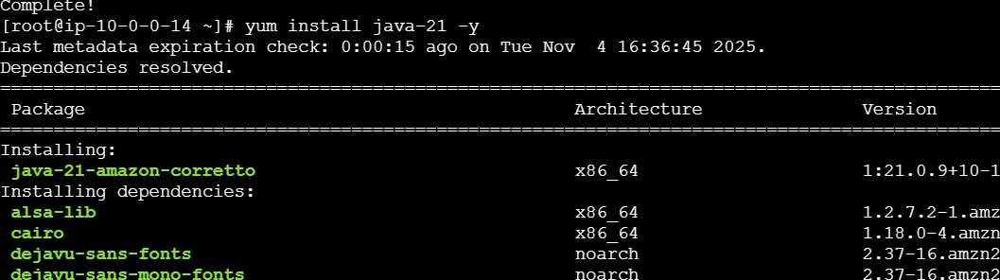 Complete!
[root@ip-10-0-0-14 ~]# yum install java-21 -y
Last metadata expiration check: 0:00:15 ago on Tue Nov  4 16:36:45 2025.
Dependencies resolved.
================================================================================================
 Package                                              Architecture               Version
================================================================================================
Installing:
 java-21-amazon-corretto                              x86_64                     1:21.0.9+10-1
Installing dependencies:
 alsa-lib                                             x86_64                     1.2.7.2-1.amz
 cairo                                                x86_64                     1.18.0-4.amzn
 dejavu-sans-fonts                                    noarch                     2.37-16.amzn2
 dejavu-sans-mono-fonts                               noarch                     2.37-16.amzn2